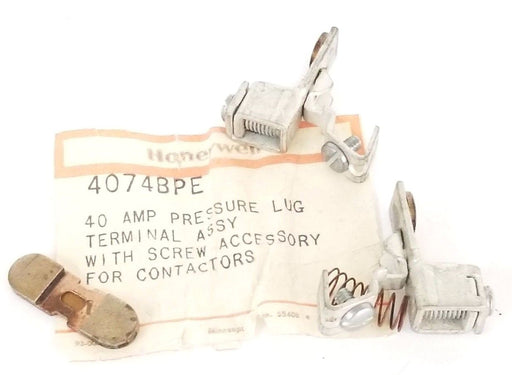 Honeywell
4074BPE
40 AMP PRESSURE LUG
TERMINAL ASSY
WITH SCREW ACCESSORY
FOR CONTACTORS